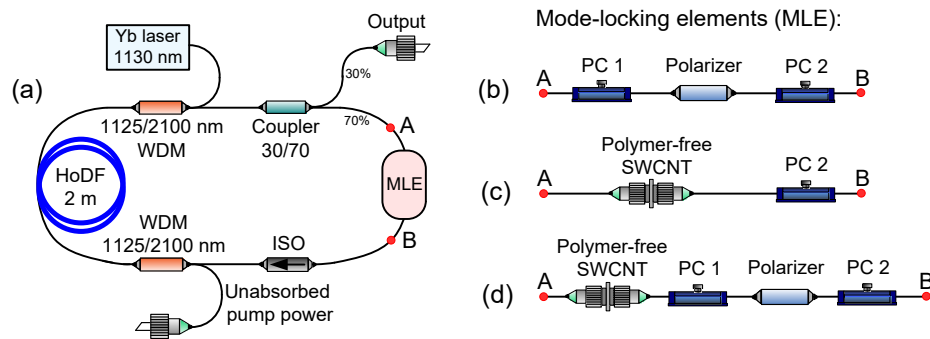 (a)
Yb laser
1130 nm
Output
30%
1125/2100 nm
WDM
Coupler
30/70
70%
A
HoDF
2 m
MLE
WDM
1125/2100 nm
ISO
B
Unabsorbed
pump power
Mode-locking elements (MLE):
(b)
A
PC 1
Polarizer
PC 2
B
(c)
A
Polymer-free
SWCNT
PC 2
B
(d)
A
Polymer-free
SWCNT
PC 1
Polarizer
PC 2
B